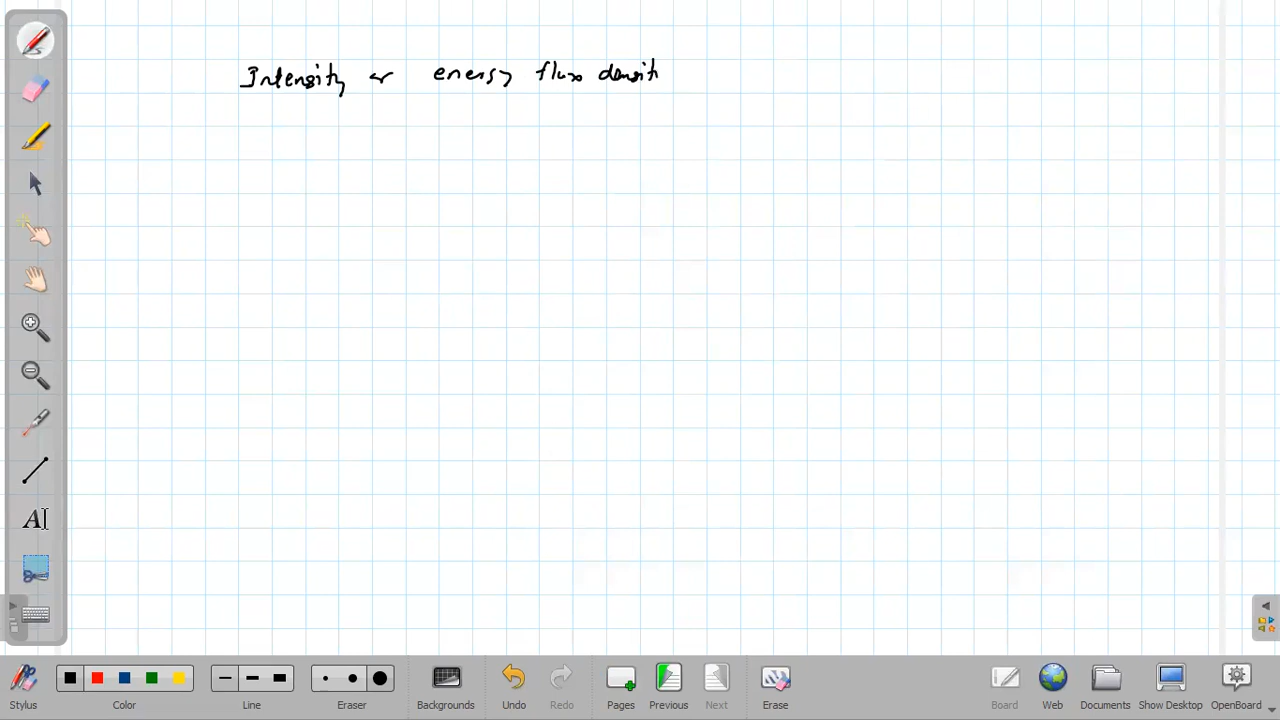 Intensity or energy flux densit
Stylus
Color
Line
Eraser
Backgrounds
Undo
Redo
Pages
Previous
Next
Erase
Board
Web
Documents
Show Desktop
OpenBoard